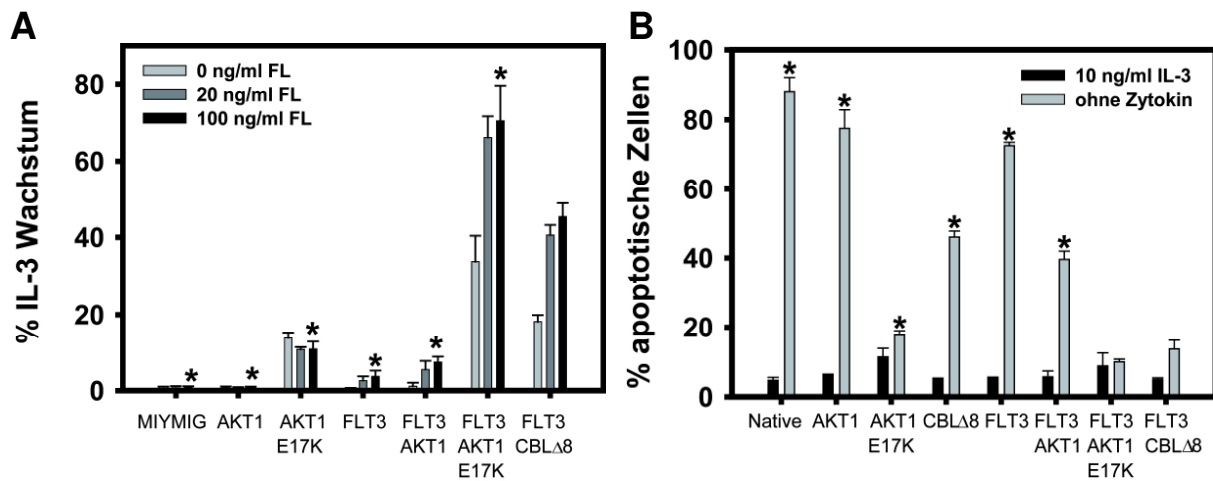 A
% IL-3 Wachstum
80
60
40
20
0
0 ng/ml FL
20 ng/ml FL
100 ng/ml FL
* * * * * *
MIYMIG AKT1 AKT1 FLT3 FLT3 FLT3 FLT3
E17K AKT1 AKT1 CBLΔ8
E17K
B
% apoptotische Zellen
100
80
60
40
20
0
10 ng/ml IL-3
ohne Zytokin
* * * * * *
Native AKT1 AKT1 CBLΔ8 FLT3 FLT3 FLT3 FLT3
E17K AKT1 AKT1 CBLΔ8
E17K